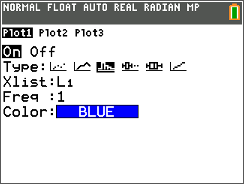 NORMAL FLOAT AUTO REAL RADIAN MP
Plot1 Plot2 Plot3
On Off
Type:
Xlist:L₁
Freq :1
Color: BLUE